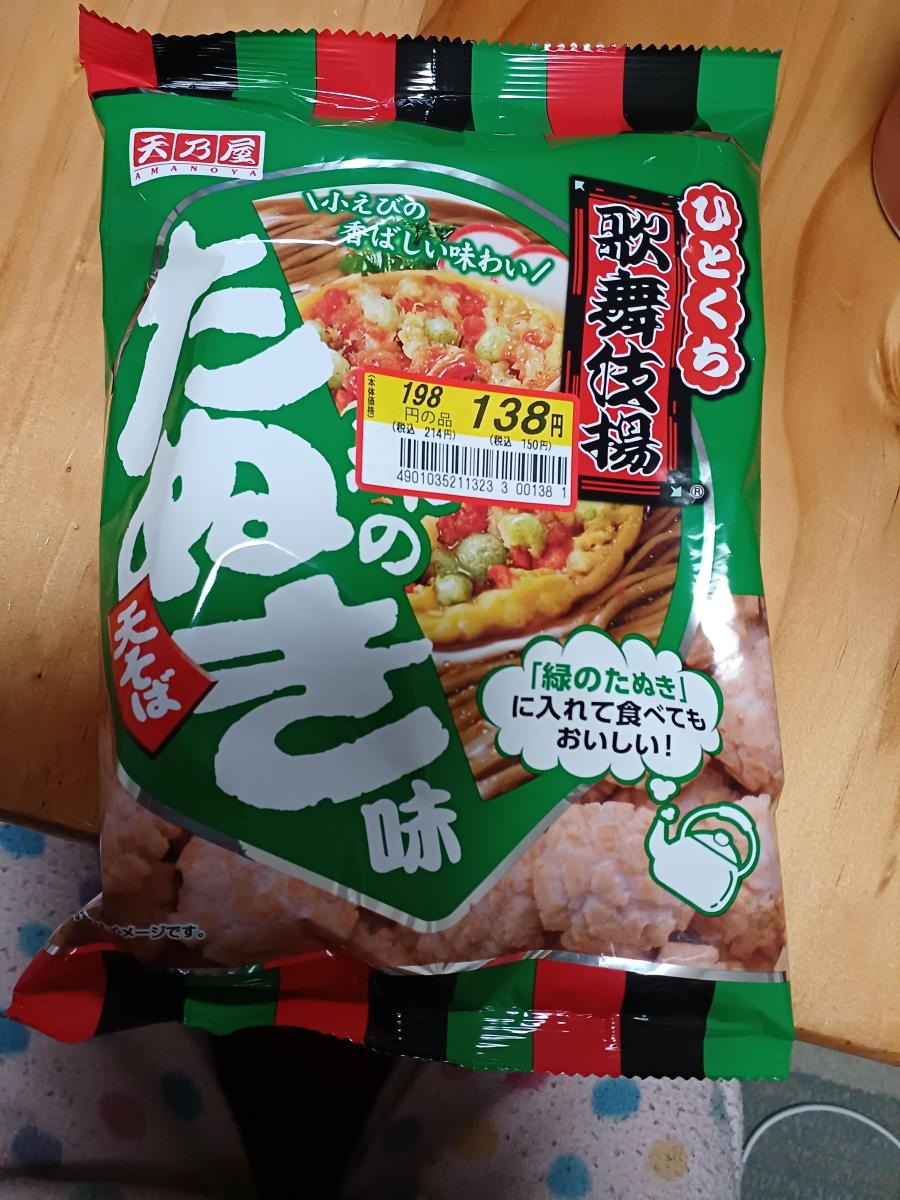 天乃屋
AMANOYA
\小えびの
香ばしい味わい/
ひとくち
歌舞伎揚
®
の
たぬき
天そば
味
(本体価格)
198
円の品
(税込 214円)
138円
(税込 150円)
4901035211323 3 00138 1
「緑のたぬき」
に入れて食べても
おいしい!
イメージです。